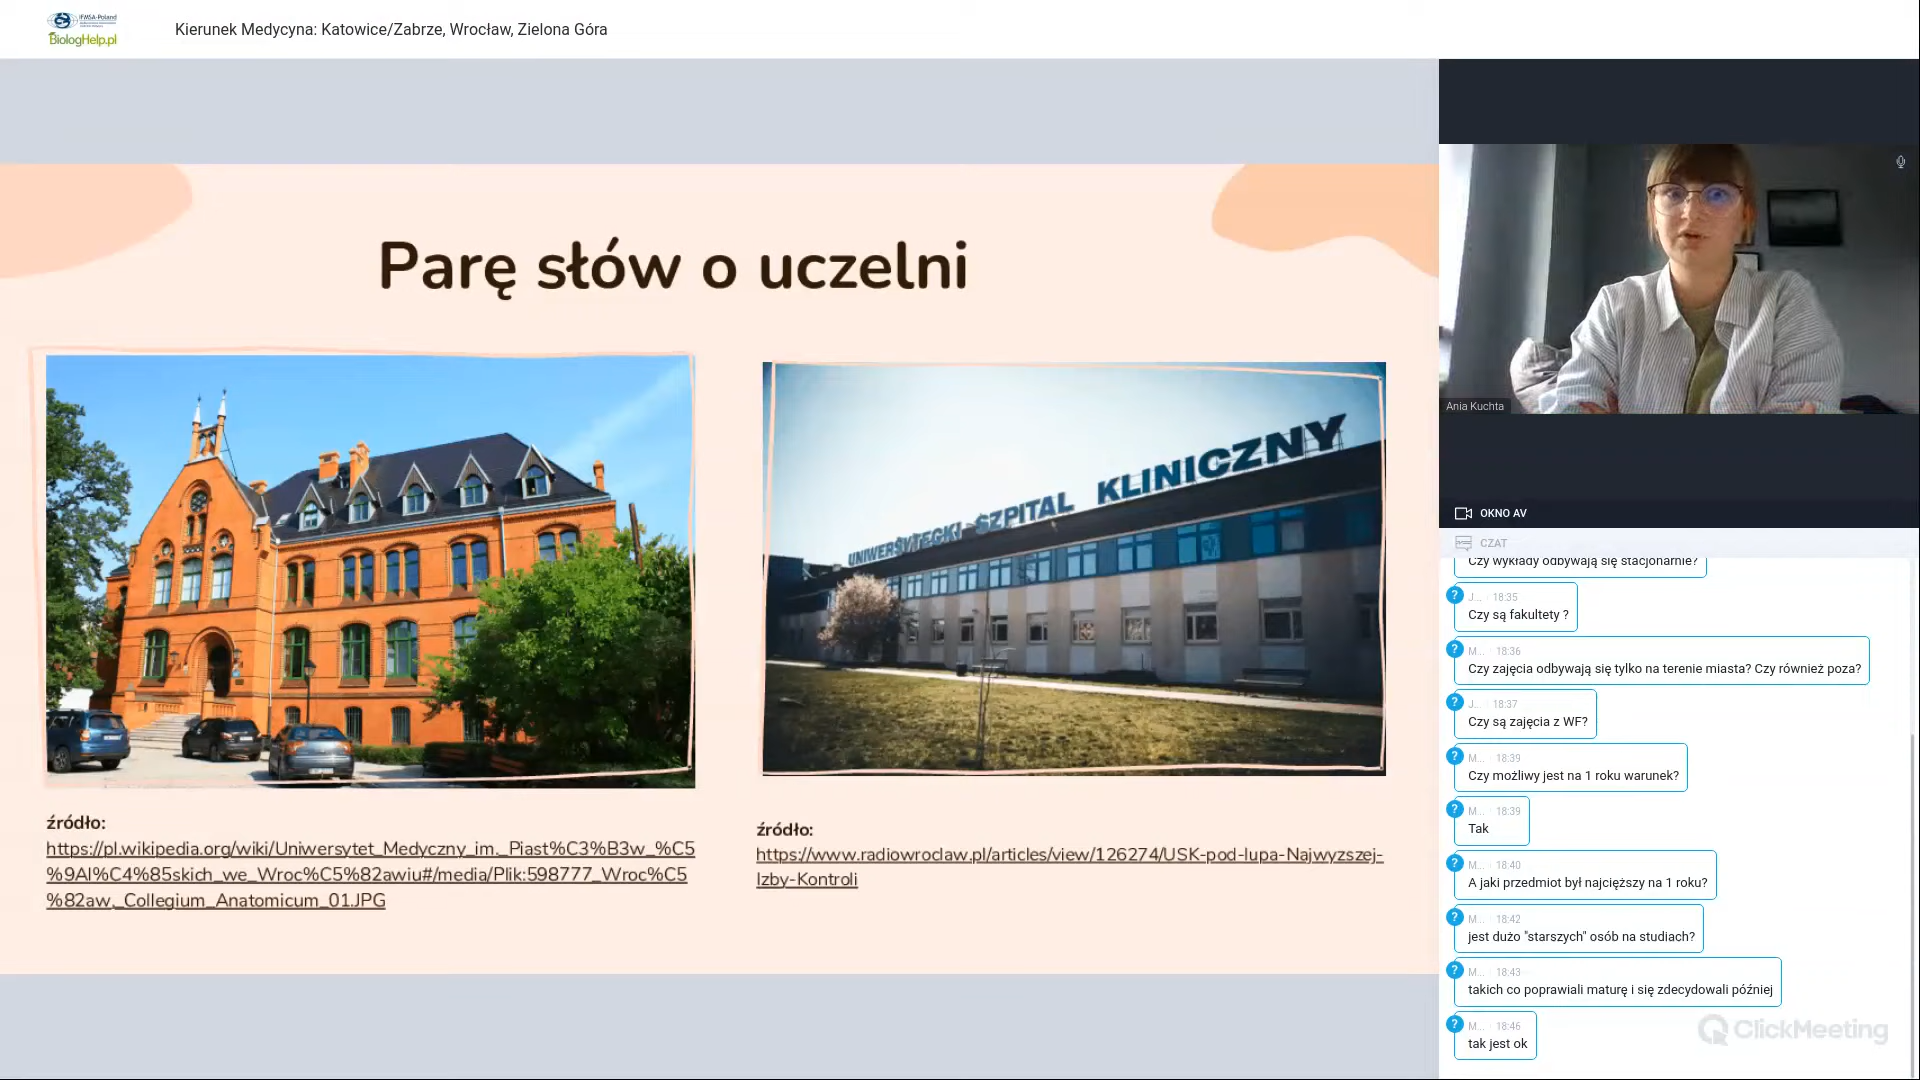 IFMSA-Poland
BiologHelp.pl
Kierunek Medycyna: Katowice/Zabrze, Wrocław, Zielona Góra
Parę słów o uczelni
UNIWERSYTECKI SZPITAL KLINICZNY
źródło:
https://pl.wikipedia.org/wiki/Uniwersytet_Medyczny_im._Piast%C3%B3w_%C5
%9Al%C4%85skich_we_Wroc%C5%82awiu#/media/Plik:598777_Wroc%C5
%82aw,_Collegium_Anatomicum_01.JPG
źródło:
https://www.radiowroclaw.pl/articles/view/126274/USK-pod-lupa-Najwyzszej-
Izby-Kontroli
Ania Kuchta
OKNO AV
CZAT
Czy wykłady odbywają się stacjonarnie?
? J... 18:35
Czy są fakultety ?
? M... 18:36
Czy zajęcia odbywają się tylko na terenie miasta? Czy również poza?
? J... 18:37
Czy są zajęcia z WF?
? M... 18:39
Czy możliwy jest na 1 roku warunek?
? M... 18:39
Tak
? M... 18:40
A jaki przedmiot był najcięższy na 1 roku?
? M... 18:42
jest dużo "starszych" osób na studiach?
? M... 18:43
takich co poprawiali maturę i się zdecydowali później
? M... 18:46
tak jest ok
ClickMeeting